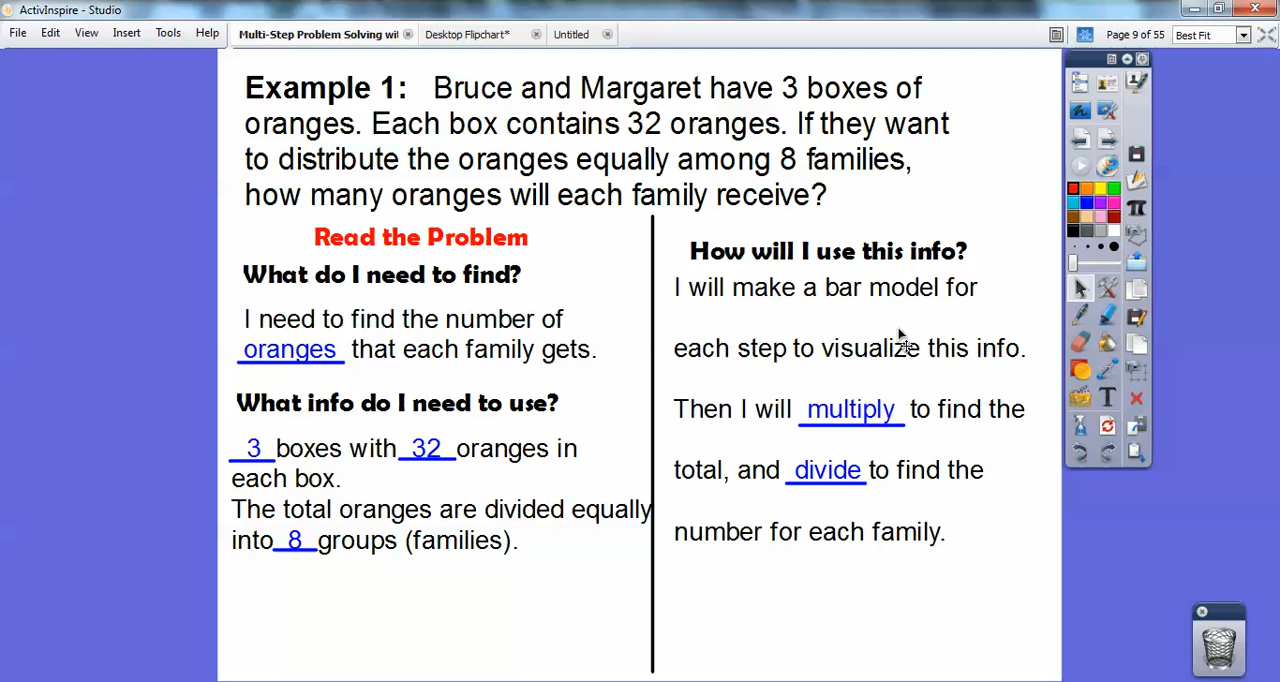 ActivInspire - Studio
File Edit View Insert Tools Help
Multi-Step Problem Solving wil Desktop Flipchart* Untitled
Page 9 of 55 Best Fit
Example 1: Bruce and Margaret have 3 boxes of
oranges. Each box contains 32 oranges. If they want
to distribute the oranges equally among 8 families,
how many oranges will each family receive?
Read the Problem
What do I need to find?
I need to find the number of
oranges that each family gets.
What info do I need to use?
3 boxes with 32 oranges in
each box.
The total oranges are divided equally
into 8 groups (families).
How will I use this info?
I will make a bar model for
each step to visualize this info.
Then I will multiply to find the
total, and divide to find the
number for each family.